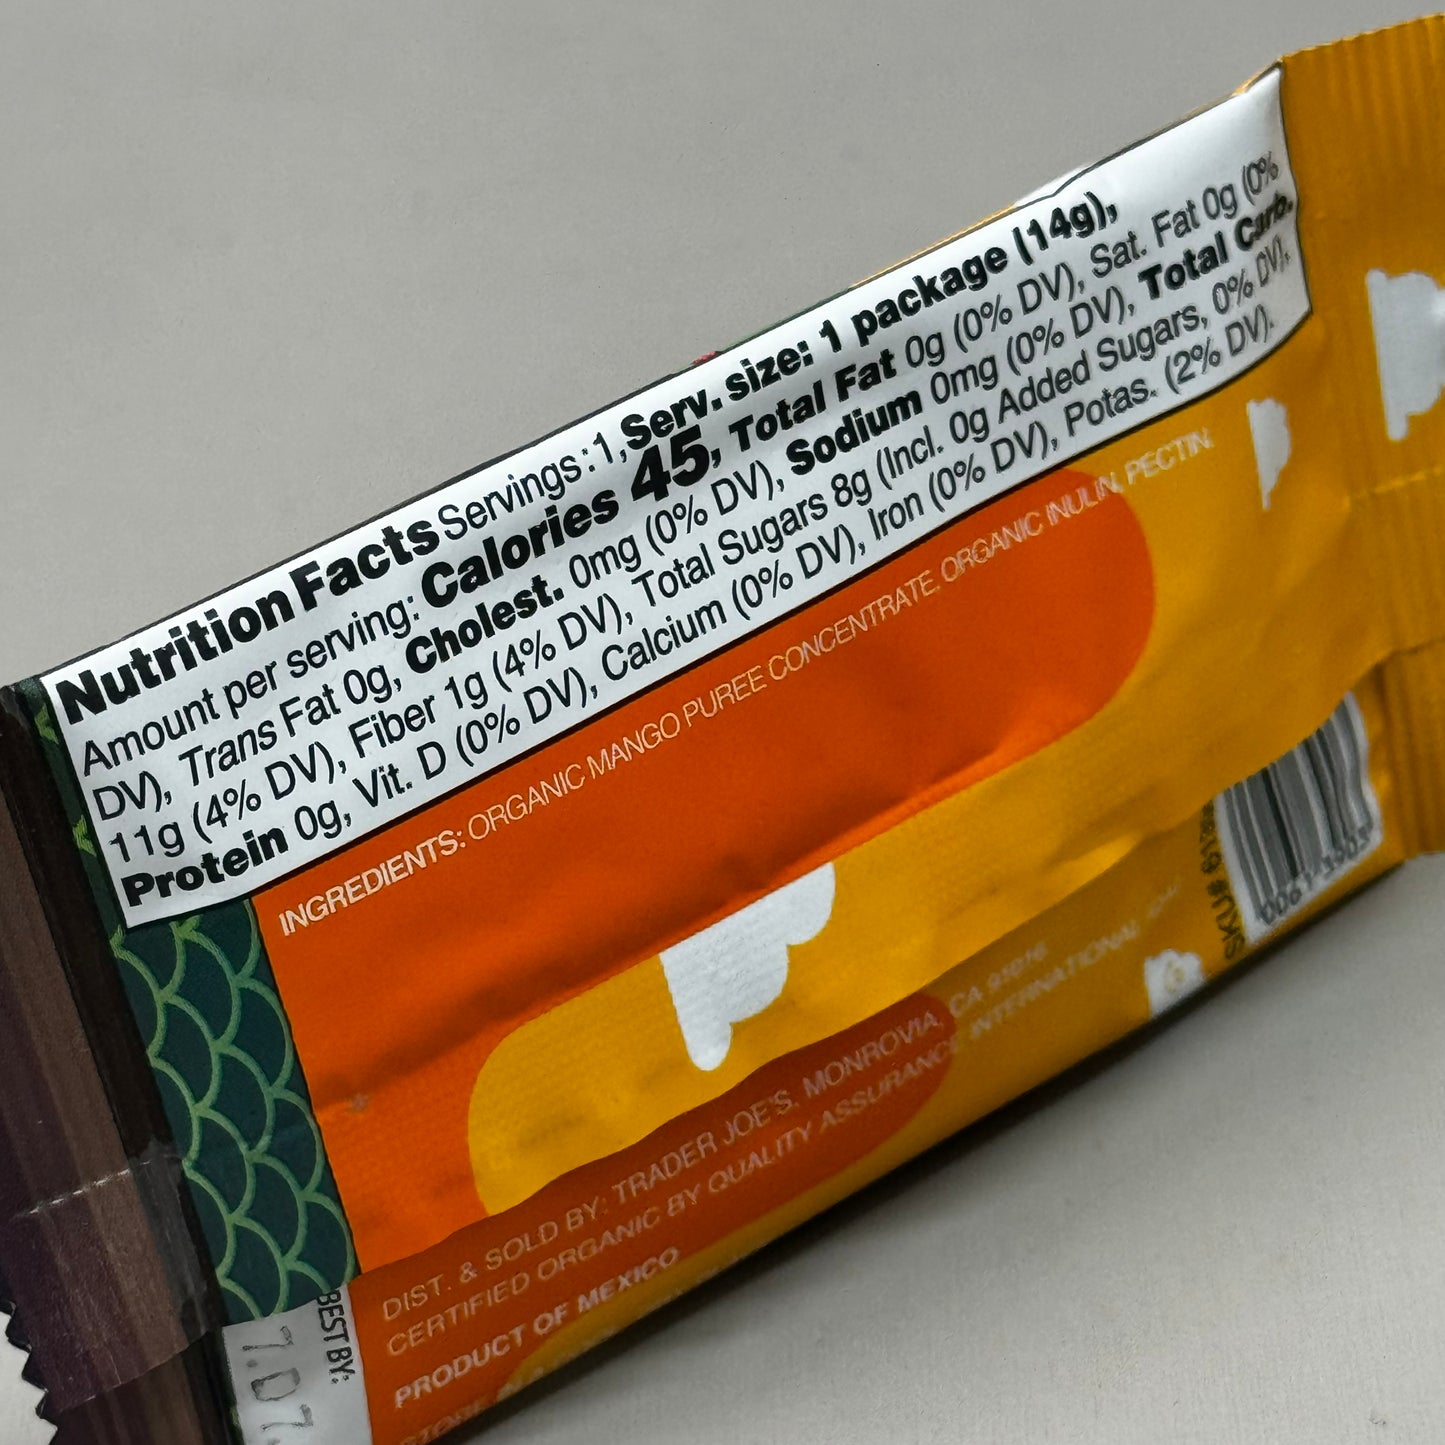 Nutrition Facts Servings: 1, Serv. size: 1 package (14g),
Amount per serving: Calories 45, Total Fat 0g (0% DV), Sat. Fat 0g (0%
DV), Trans Fat 0g, Cholest. 0mg (0% DV), Sodium 0mg (0% DV), Total Carb.
11g (4% DV), Fiber 1g (4% DV), Total Sugars 8g (Incl. 0g Added Sugars, 0% DV),
Protein 0g, Vit. D (0% DV), Calcium (0% DV), Iron (0% DV), Potas. (2% DV).
INGREDIENTS: ORGANIC MANGO PUREE CONCENTRATE, ORGANIC INULIN, PECTIN.
DIST. & SOLD BY: TRADER JOE'S, MONROVIA, CA 91016
CERTIFIED ORGANIC BY QUALITY ASSURANCE INTERNATIONAL
PRODUCT OF MEXICO
BEST BY:
7.07.
SKU#